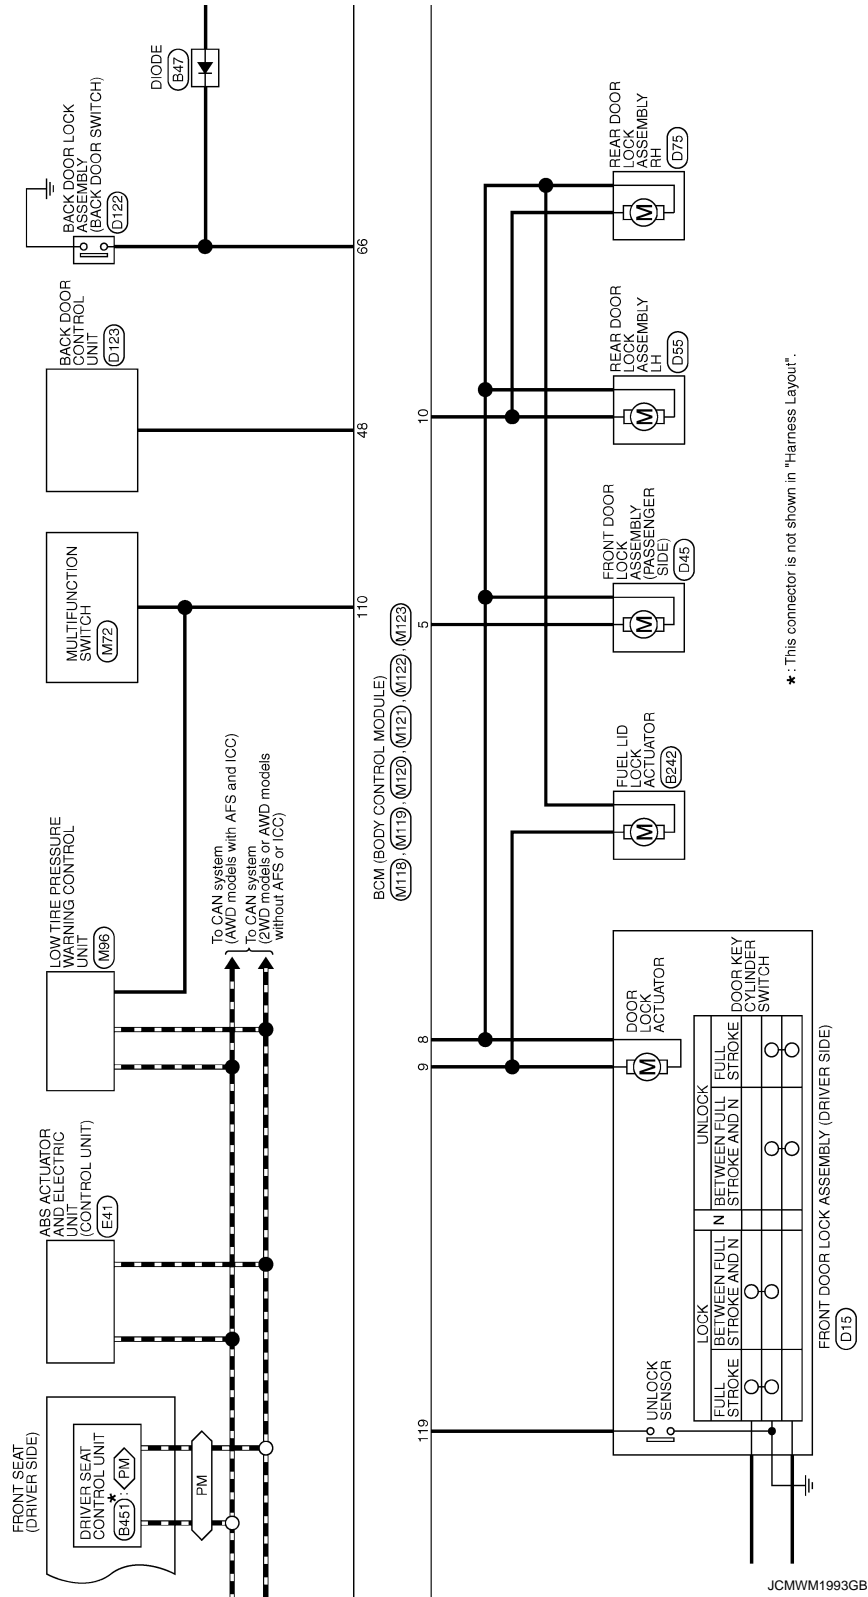 FRONT SEAT
(DRIVER SIDE)
DRIVER SEAT
CONTROL UNIT
*
B451 : PM
PM
ABS ACTUATOR
AND ELECTRIC
UNIT
(CONTROL UNIT)
E41
LOW TIRE PRESSURE
WARNING CONTROL
UNIT
M96
To CAN system
(AWD models with AFS and ICC)
To CAN system
(2WD models or AWD models
without AFS or ICC)
MULTIFUNCTION
SWITCH
M72
BACK DOOR
CONTROL
UNIT
D123
BACK DOOR LOCK
ASSEMBLY
(BACK DOOR SWITCH)
D122
DIODE
B47
110
48
66
BCM (BODY CONTROL MODULE)
M118 , M119 , M120 , M121 , M122 , M123
119
9
8
5
10
UNLOCK
SENSOR
DOOR
LOCK
ACTUATOR
LOCK
N
UNLOCK
FULL
STROKE
BETWEEN FULL
STROKE AND N
BETWEEN FULL
STROKE AND N
FULL
STROKE
DOOR KEY
CYLINDER
SWITCH
FRONT DOOR LOCK ASSEMBLY (DRIVER SIDE)
D15
M
FUEL LID
LOCK
ACTUATOR
B242
M
FRONT DOOR
LOCK
ASSEMBLY
(PASSENGER
SIDE)
D45
M
REAR DOOR
LOCK
ASSEMBLY
LH
D55
M
REAR DOOR
LOCK
ASSEMBLY
RH
D75
M
* : This connector is not shown in "Harness Layout".
JCMWM1993GB